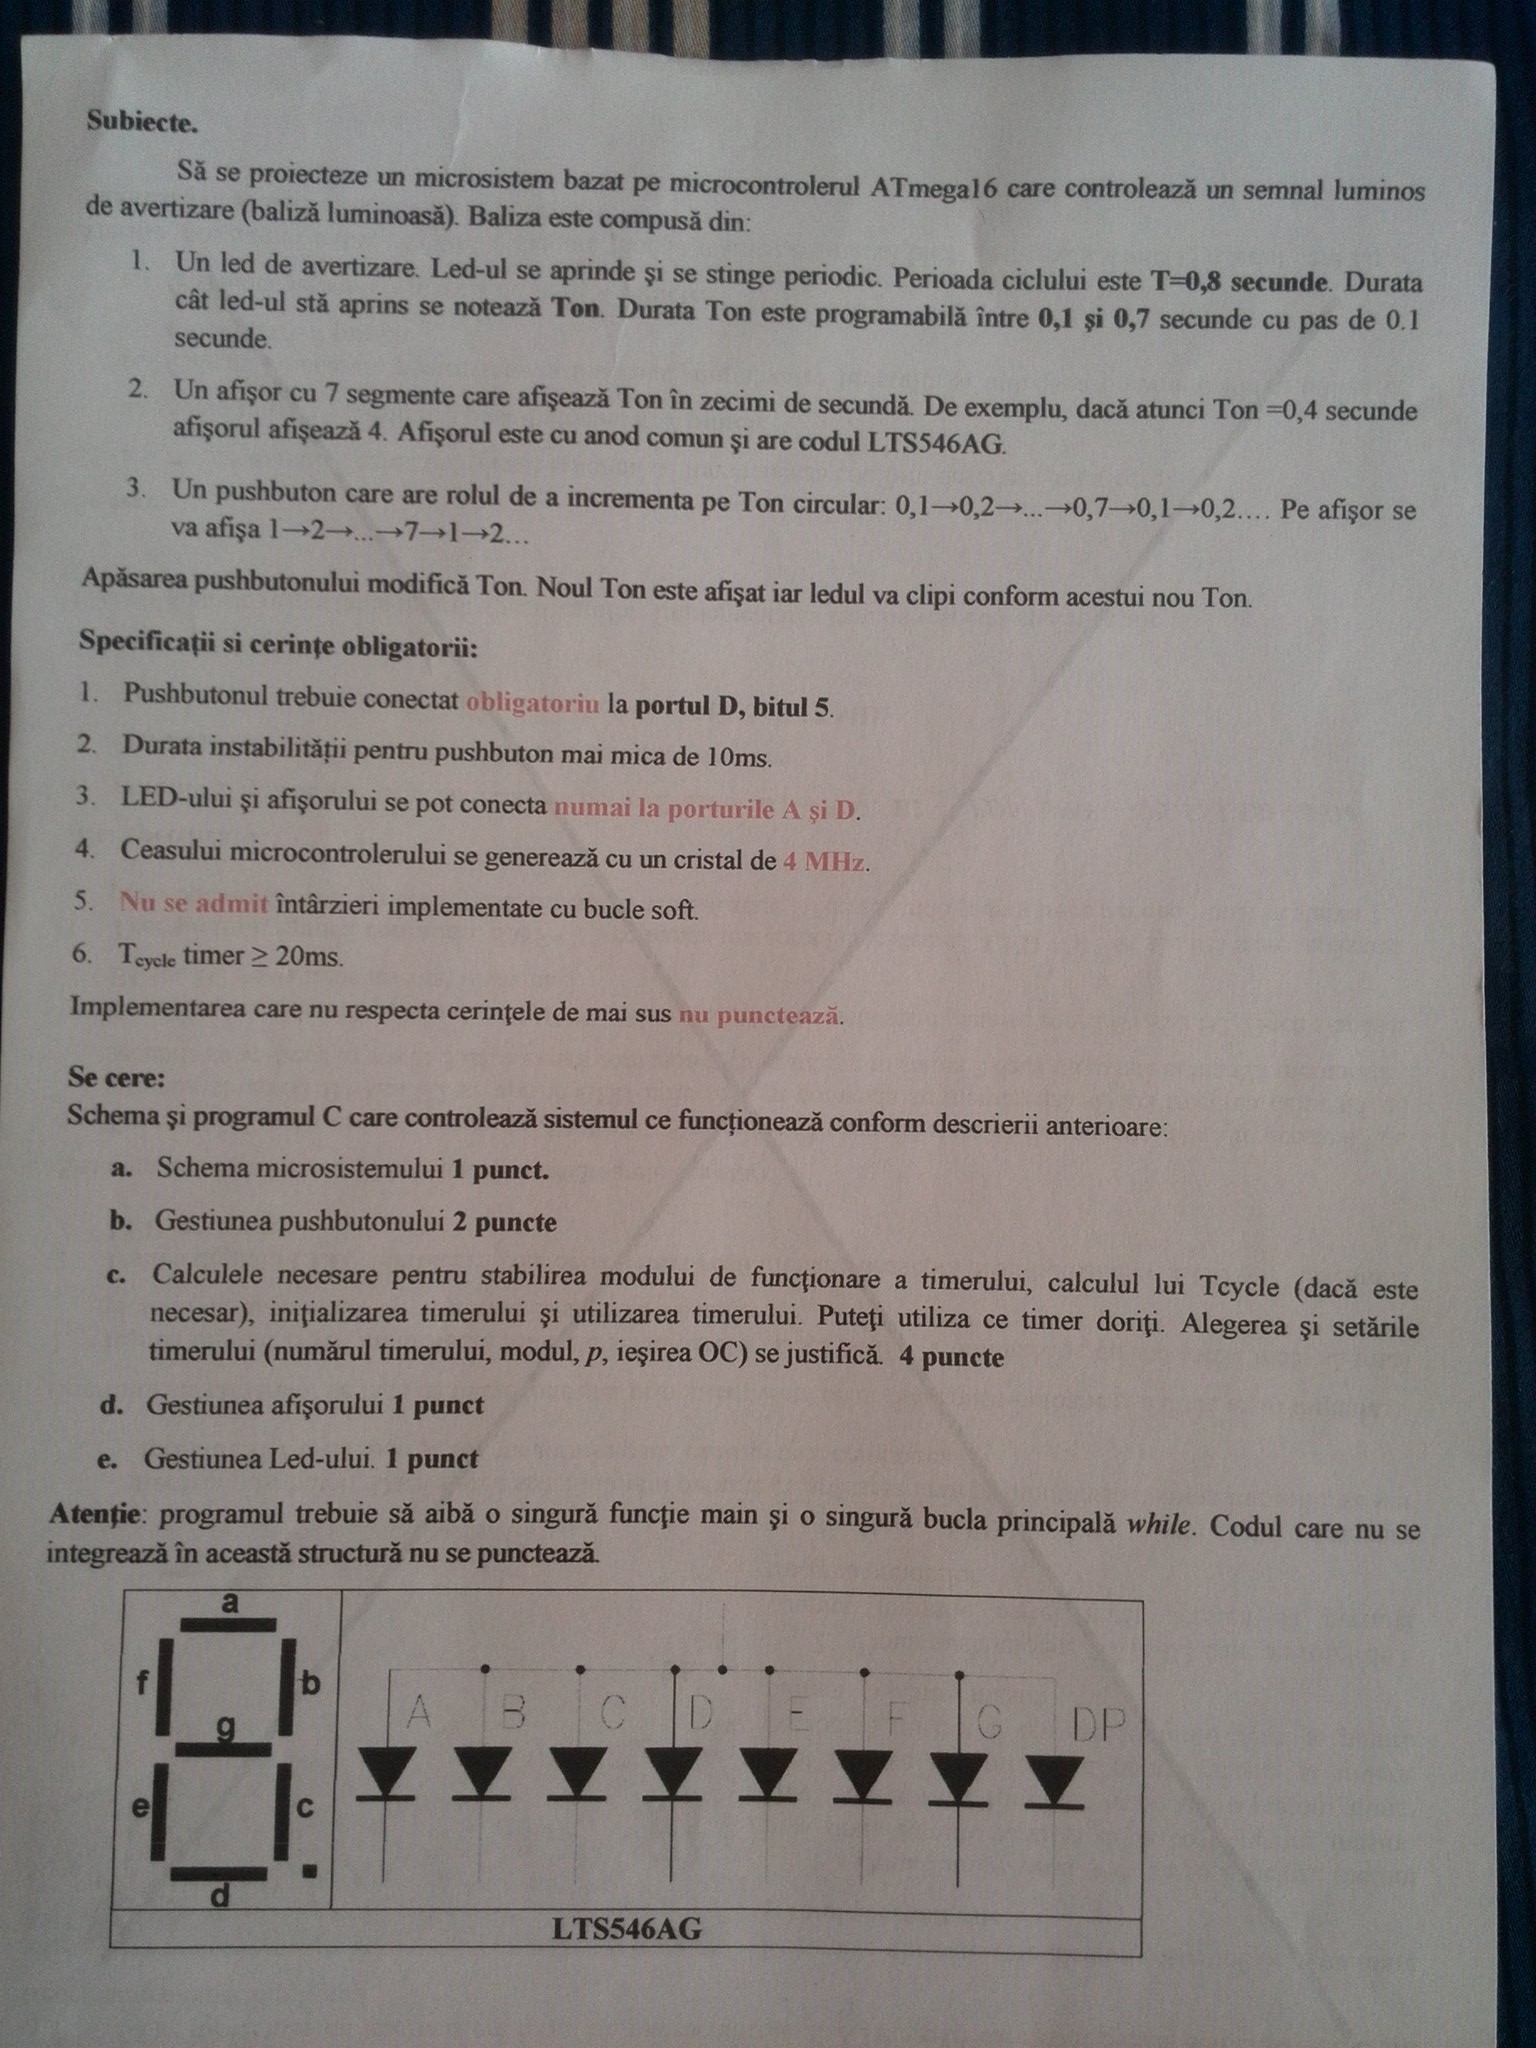 Subiecte.
Să se proiecteze un microsistem bazat pe microcontrolerul ATmega16 care controlează un semnal luminos
de avertizare (baliză luminoasă). Baliza este compusă din:
1. Un led de avertizare. Led-ul se aprinde şi se stinge periodic. Perioada ciclului este T=0,8 secunde. Durata
cât led-ul stă aprins se notează Ton. Durata Ton este programabilă între 0,1 şi 0,7 secunde cu pas de 0.1
secunde.
2. Un afişor cu 7 segmente care afişează Ton în zecimi de secundă. De exemplu, dacă atunci Ton =0,4 secunde
afişorul afişează 4. Afişorul este cu anod comun şi are codul LTS546AG.
3. Un pushbuton care are rolul de a incrementa pe Ton circular: 0,1→0,2→...→0,7→0,1→0,2.... Pe afişor se
va afişa 1→2→...→7→1→2...
Apăsarea pushbutonului modifică Ton. Noul Ton este afişat iar ledul va clipi conform acestui nou Ton.
Specificaţii si cerinţe obligatorii:
1. Pushbutonul trebuie conectat obligatoriu la portul D, bitul 5.
2. Durata instabilităţii pentru pushbuton mai mica de 10ms.
3. LED-ului şi afişorului se pot conecta numai la porturile A şi D.
4. Ceasului microcontrolerului se generează cu un cristal de 4 MHz.
5. Nu se admit întârzieri implementate cu bucle soft.
6. Tcycle timer ≥ 20ms.
Implementarea care nu respecta cerinţele de mai sus nu punctează.
Se cere:
Schema şi programul C care controlează sistemul ce funcţionează conform descrierii anterioare:
a. Schema microsistemului 1 punct.
b. Gestiunea pushbutonului 2 puncte
c. Calculele necesare pentru stabilirea modului de funcţionare a timerului, calculul lui Tcycle (dacă este
necesar), iniţializarea timerului şi utilizarea timerului. Puteţi utiliza ce timer doriţi. Alegerea şi setările
timerului (numărul timerului, modul, p, ieşirea OC) se justifică. 4 puncte
d. Gestiunea afişorului 1 punct
e. Gestiunea Led-ului. 1 punct
Atenţie: programul trebuie să aibă o singură funcţie main şi o singură bucla principală while. Codul care nu se
integrează în această structură nu se punctează.
a
f b
g
e c
d
A B C D E F G DP
LTS546AG